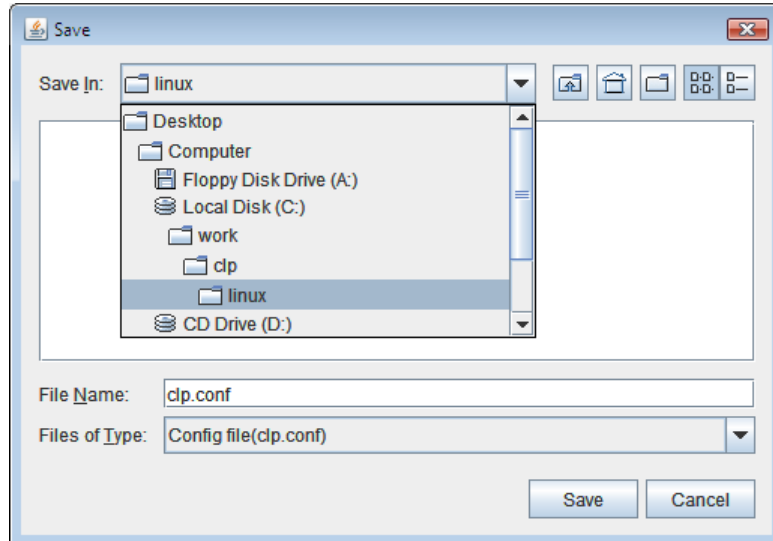 Save
Save In: linux
Desktop
Computer
Floppy Disk Drive (A:)
Local Disk (C:)
work
clp
linux
CD Drive (D:)
File Name: clp.conf
Files of Type: Config file(clp.conf)
Save Cancel